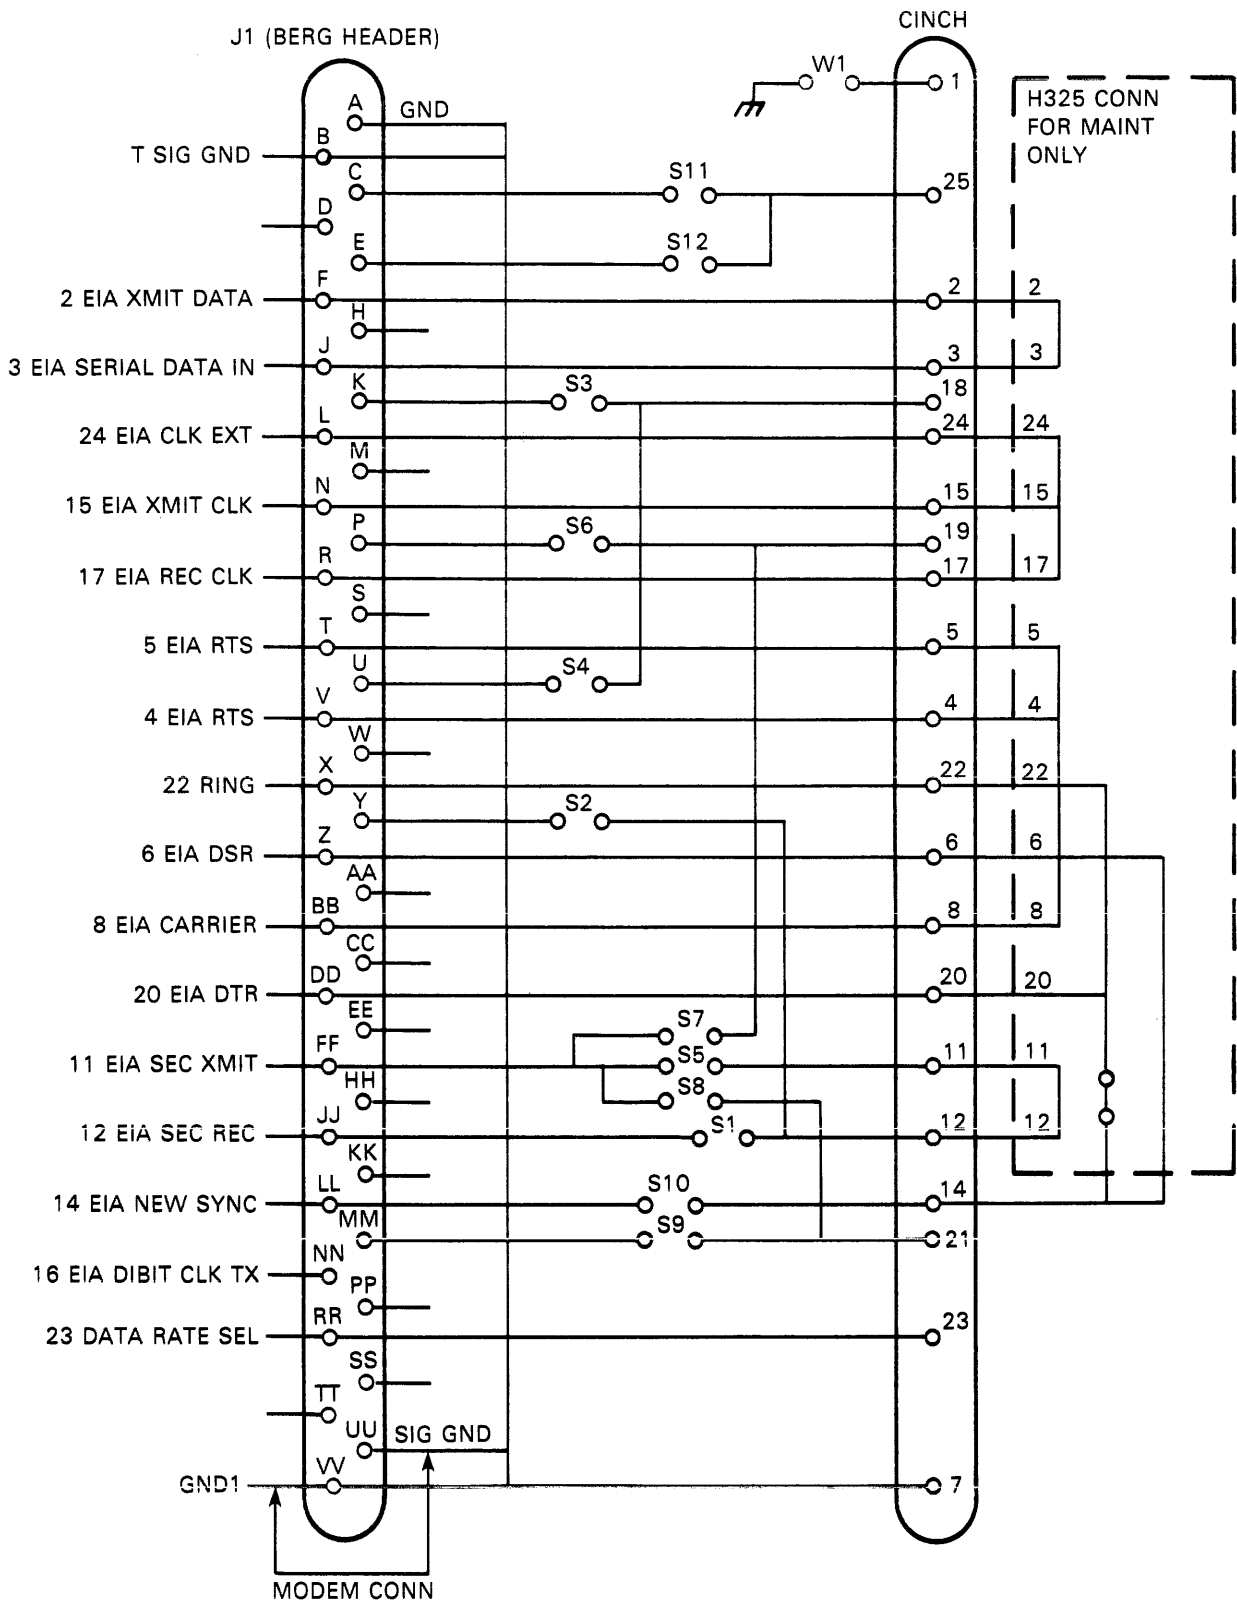 CINCH
J1 (BERG HEADER)
W1
1
H325 CONN
FOR MAINT
ONLY
A
GND
B
T SIG GND
C
S11
25
D
E
S12
F
2 EIA XMIT DATA
2
2
H
J
3 EIA SERIAL DATA IN
3
3
K
S3
18
L
24 EIA CLK EXT
24
24
M
N
15 EIA XMIT CLK
15
15
P
S6
19
R
17 EIA REC CLK
17
17
S
T
5 EIA RTS
5
5
U
S4
V
4 EIA RTS
4
4
W
X
22 RING
22
22
Y
S2
Z
6 EIA DSR
6
6
AA
BB
8 EIA CARRIER
8
8
CC
DD
20 EIA DTR
20
20
EE
S7
FF
11 EIA SEC XMIT
S5
11
11
HH
S8
JJ
12 EIA SEC REC
S1
12
12
KK
LL
14 EIA NEW SYNC
S10
14
MM
S9
21
NN
16 EIA DIBIT CLK TX
PP
RR
23 DATA RATE SEL
23
SS
TT
UU
SIG GND
VV
GND1
7
MODEM CONN